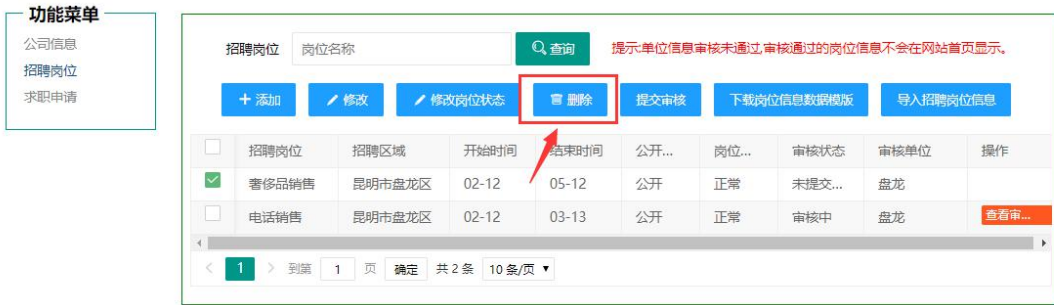 功能菜单
公司信息
招聘岗位
求职申请
招聘岗位 岗位名称 查询 提示:单位信息审核未通过,审核通过的岗位信息不会在网站首页显示。
添加 修改 修改岗位状态 删除 提交审核 下载岗位信息数据模版 导入招聘岗位信息
招聘岗位 招聘区域 开始时间 结束时间 公开... 岗位... 审核状态 审核单位 操作
奢侈品销售 昆明市盘龙区 02-12 05-12 公开 正常 未提交... 盘龙
电话销售 昆明市盘龙区 02-12 03-13 公开 正常 审核中 盘龙 查看审...
1 到第 1 页 确定 共 2 条 10 条/页